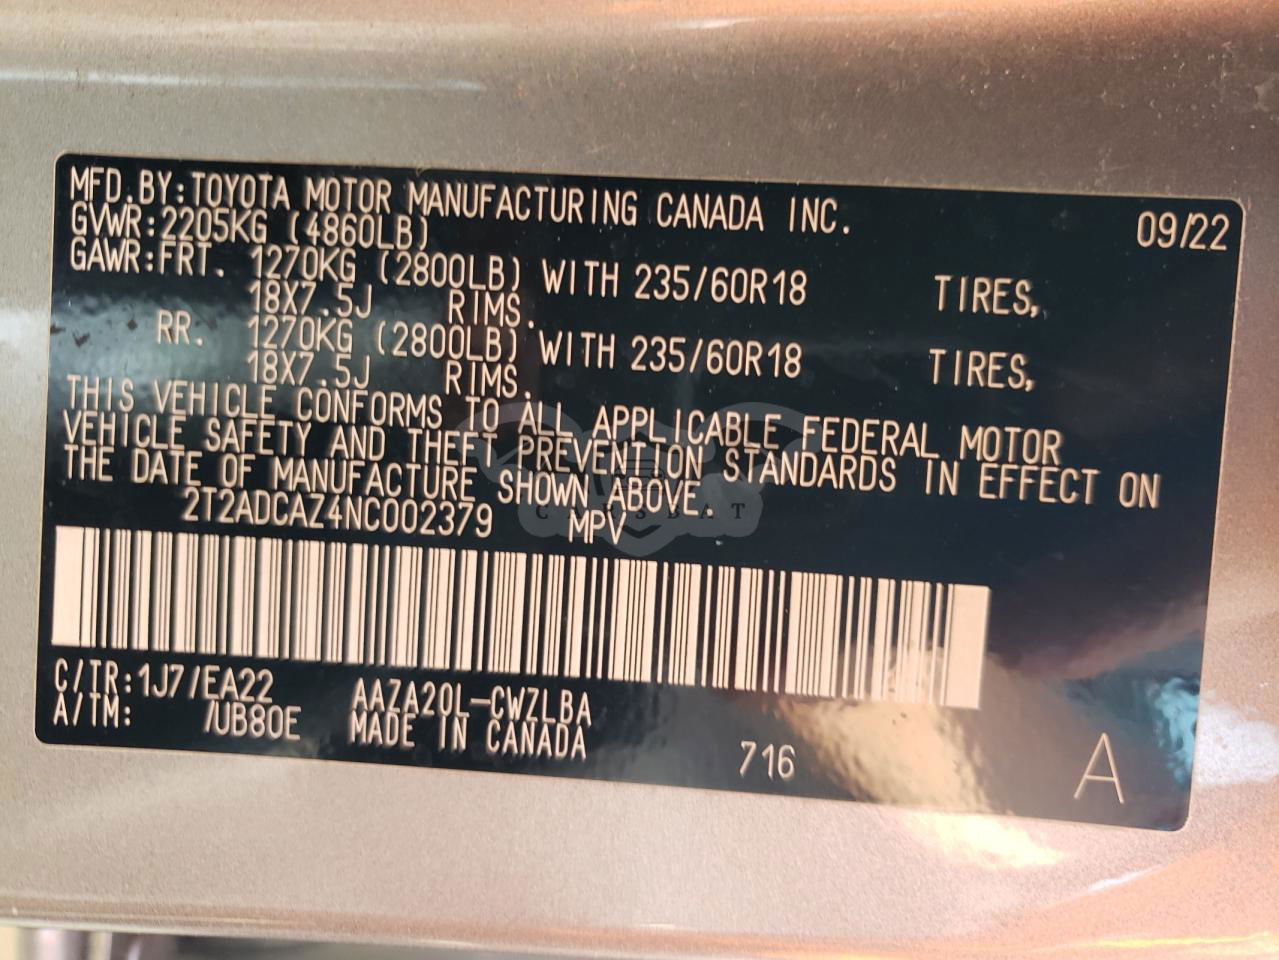 MFD.BY:TOYOTA MOTOR MANUFACTURING CANADA INC. 09/22
GVWR:2205KG (4860LB)
GAWR:FRT. 1270KG (2800LB) WITH 235/60R18 TIRES,
18X7.5J RIMS.
RR. 1270KG (2800LB) WITH 235/60R18 TIRES,
18X7.5J RIMS.
THIS VEHICLE CONFORMS TO ALL APPLICABLE FEDERAL MOTOR
VEHICLE SAFETY AND THEFT PREVENTION STANDARDS IN EFFECT ON
THE DATE OF MANUFACTURE SHOWN ABOVE.
2T2ADCAZ4NC002379 MPV
CARSBAT
C/TR:1J7/EA22 AAZA20L-CWZLBA
A/TM: /UB80E MADE IN CANADA
716 A